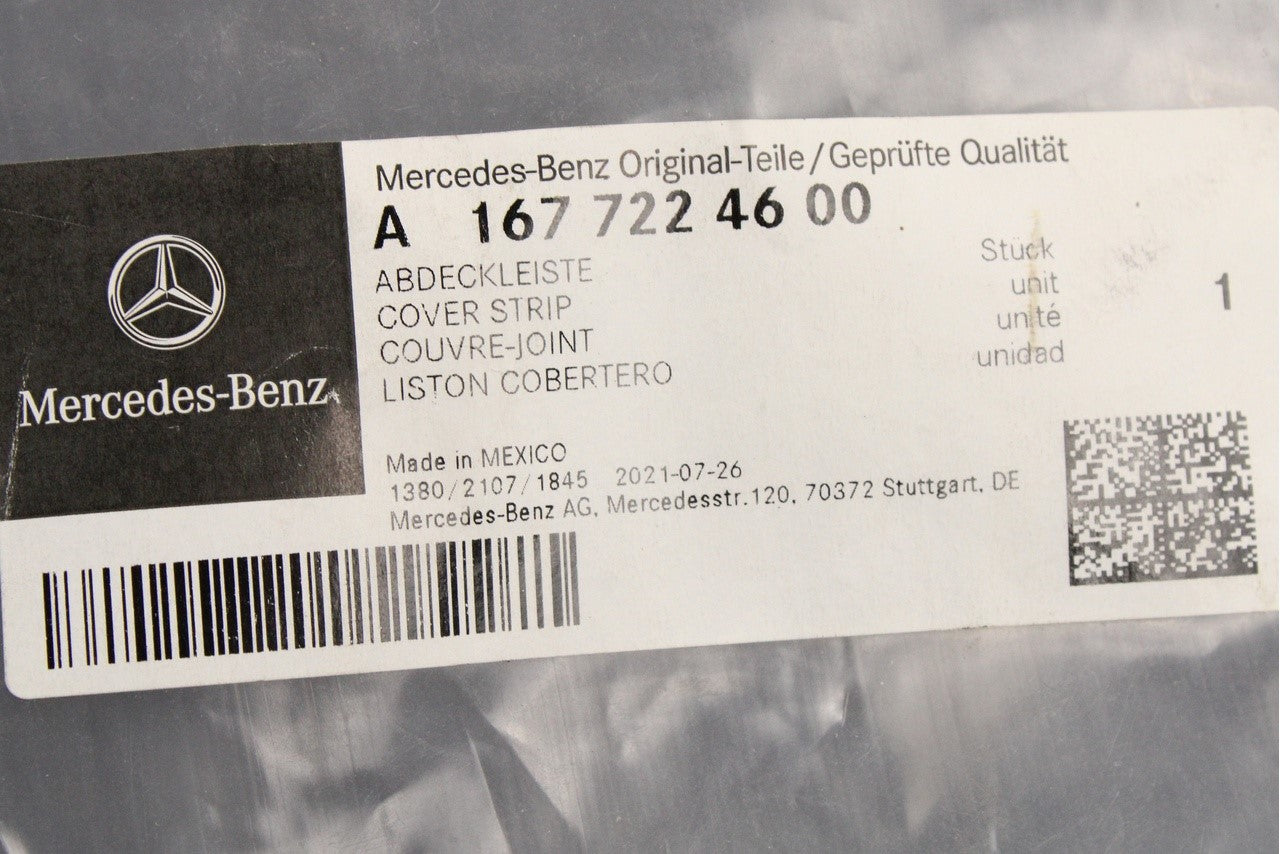 Mercedes-Benz Original-Teile/Geprüfte Qualität
A 167 722 46 00
ABDECKLEISTE
COVER STRIP
COUVRE-JOINT
LISTON COBERTERO
Stück
unit
unité
unidad
1
Mercedes-Benz
Made in MEXICO
1380/2107/1845 2021-07-26
Mercedes-Benz AG, Mercedesstr.120, 70372 Stuttgart, DE